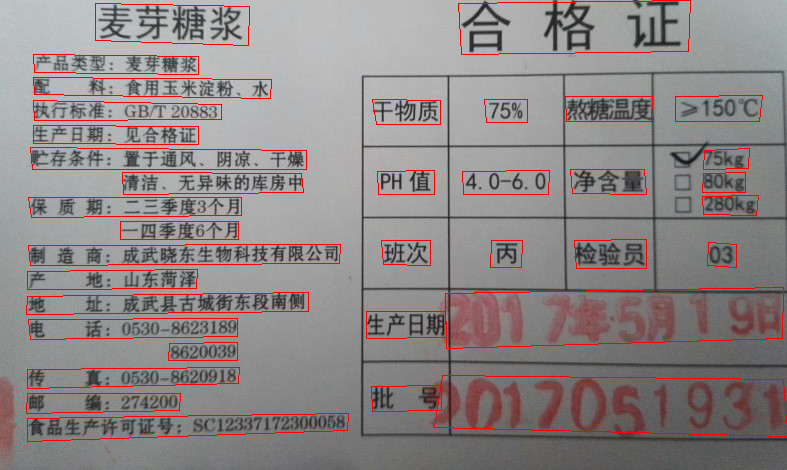 麦芽糖浆
产品类型：麦芽糖浆
配 料：食用玉米淀粉、水
执行标准：GB/T 20883
生产日期：见合格证
贮存条件：置于通风、阴凉、干燥
清洁、无异味的库房中
保 质 期：二三季度3个月
一四季度6个月
制 造 商：成武晓东生物科技有限公司
产 地：山东菏泽
地 址：成武县古城街东段南侧
电 话：0530-8623189
8620039
传 真：0530-8620918
邮 编：274200
食品生产许可证号：SC12337172300058
合格证
干物质 75% 熬糖温度 ≥150℃
PH值 4.0-6.0 净含量 75kg
80kg
280kg
班次 丙 检验员 03
生产日期 2017年5月19日
批 号 2017051931